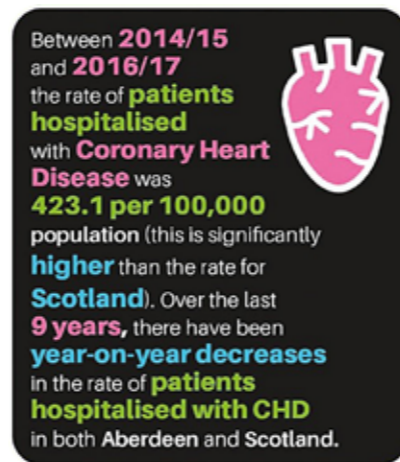 Between 2014/15
and 2016/17
the rate of patients
hospitalised
with Coronary Heart
Disease was
423.1 per 100,000
population (this is significantly
higher than the rate for
Scotland). Over the last
9 years, there have been
year-on-year decreases
in the rate of patients
hospitalised with CHD
in both Aberdeen and Scotland.